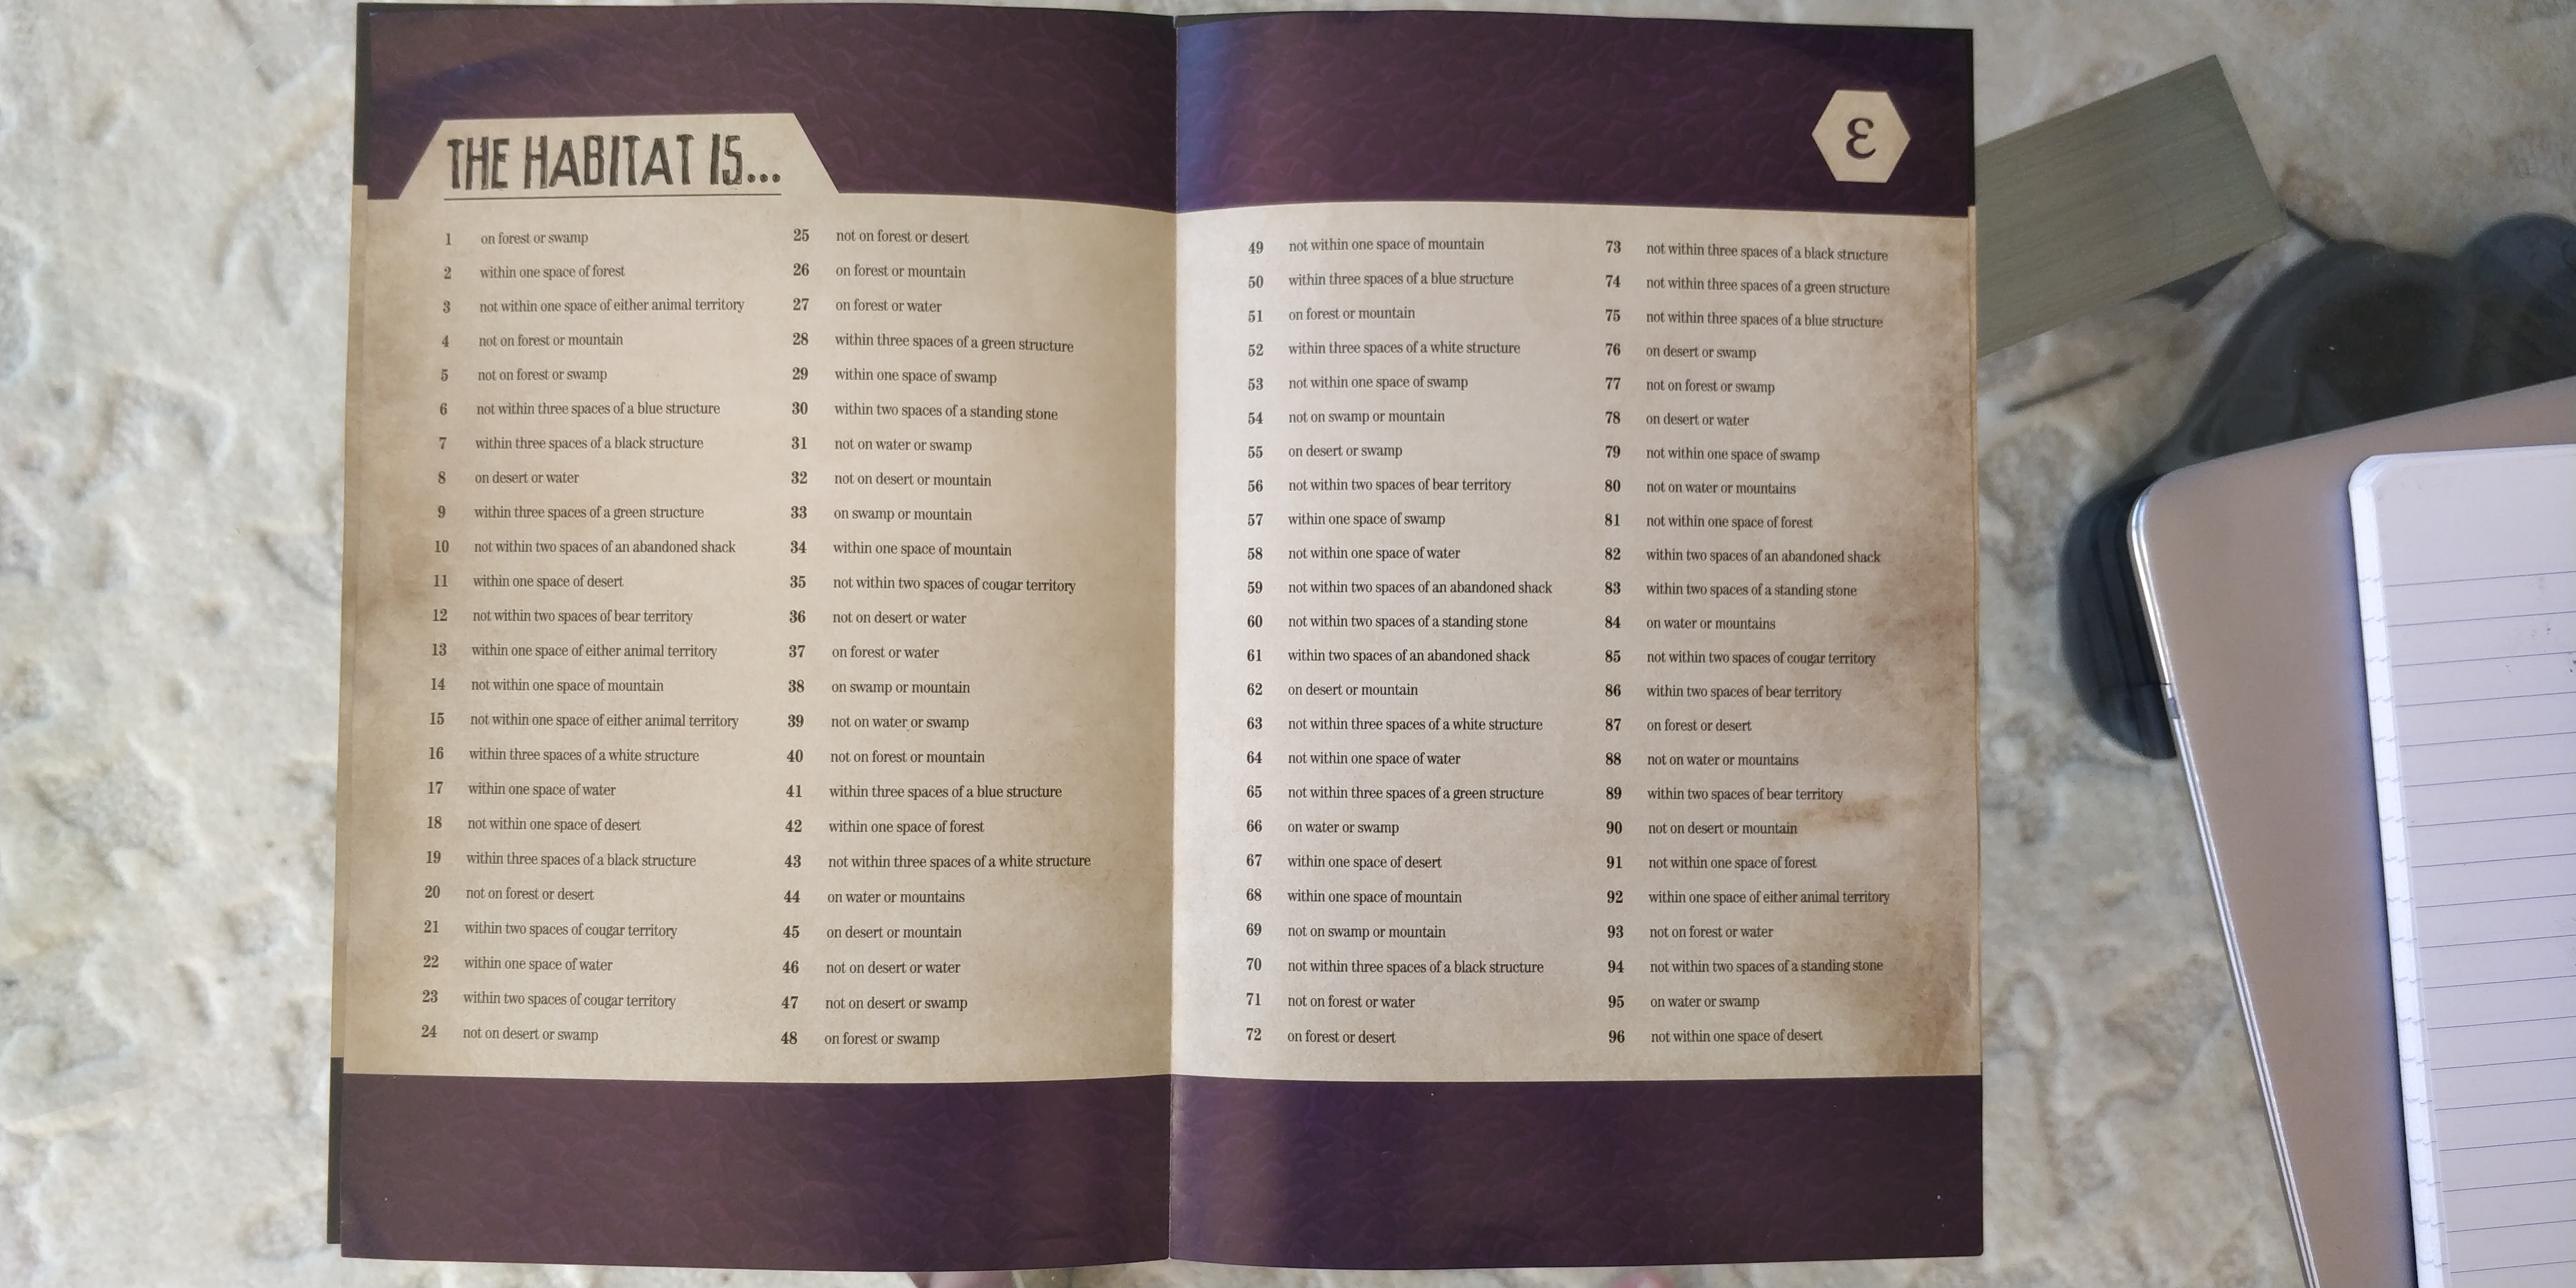 THE HABITAT IS...
1 on forest or swamp
2 within one space of forest
3 not within one space of either animal territory
4 not on forest or mountain
5 not on forest or swamp
6 not within three spaces of a blue structure
7 within three spaces of a black structure
8 on desert or water
9 within three spaces of a green structure
10 not within two spaces of an abandoned shack
11 within one space of desert
12 not within two spaces of bear territory
13 within one space of either animal territory
14 not within one space of mountain
15 not within one space of either animal territory
16 within three spaces of a white structure
17 within one space of water
18 not within one space of desert
19 within three spaces of a black structure
20 not on forest or desert
21 within two spaces of cougar territory
22 within one space of water
23 within two spaces of cougar territory
24 not on desert or swamp
25 not on forest or desert
26 on forest or mountain
27 on forest or water
28 within three spaces of a green structure
29 within one space of swamp
30 within two spaces of a standing stone
31 not on water or swamp
32 not on desert or mountain
33 on swamp or mountain
34 within one space of mountain
35 not within two spaces of cougar territory
36 not on desert or water
37 on forest or water
38 on swamp or mountain
39 not on water or swamp
40 not on forest or mountain
41 within three spaces of a blue structure
42 within one space of forest
43 not within three spaces of a white structure
44 on water or mountains
45 on desert or mountain
46 not on desert or water
47 not on desert or swamp
48 on forest or swamp
ε
49 not within one space of mountain
50 within three spaces of a blue structure
51 on forest or mountain
52 within three spaces of a white structure
53 not within one space of swamp
54 not on swamp or mountain
55 on desert or swamp
56 not within two spaces of bear territory
57 within one space of swamp
58 not within one space of water
59 not within two spaces of an abandoned shack
60 not within two spaces of a standing stone
61 within two spaces of an abandoned shack
62 on desert or mountain
63 not within three spaces of a white structure
64 not within one space of water
65 not within three spaces of a green structure
66 on water or swamp
67 within one space of desert
68 within one space of mountain
69 not on swamp or mountain
70 not within three spaces of a black structure
71 not on forest or water
72 on forest or desert
73 not within three spaces of a black structure
74 not within three spaces of a green structure
75 not within three spaces of a blue structure
76 on desert or swamp
77 not on forest or swamp
78 on desert or water
79 not within one space of swamp
80 not on water or mountains
81 not within one space of forest
82 within two spaces of an abandoned shack
83 within two spaces of a standing stone
84 on water or mountains
85 not within two spaces of cougar territory
86 within two spaces of bear territory
87 on forest or desert
88 not on water or mountains
89 within two spaces of bear territory
90 not on desert or mountain
91 not within one space of forest
92 within one space of either animal territory
93 not on forest or water
94 not within two spaces of a standing stone
95 on water or swamp
96 not within one space of desert